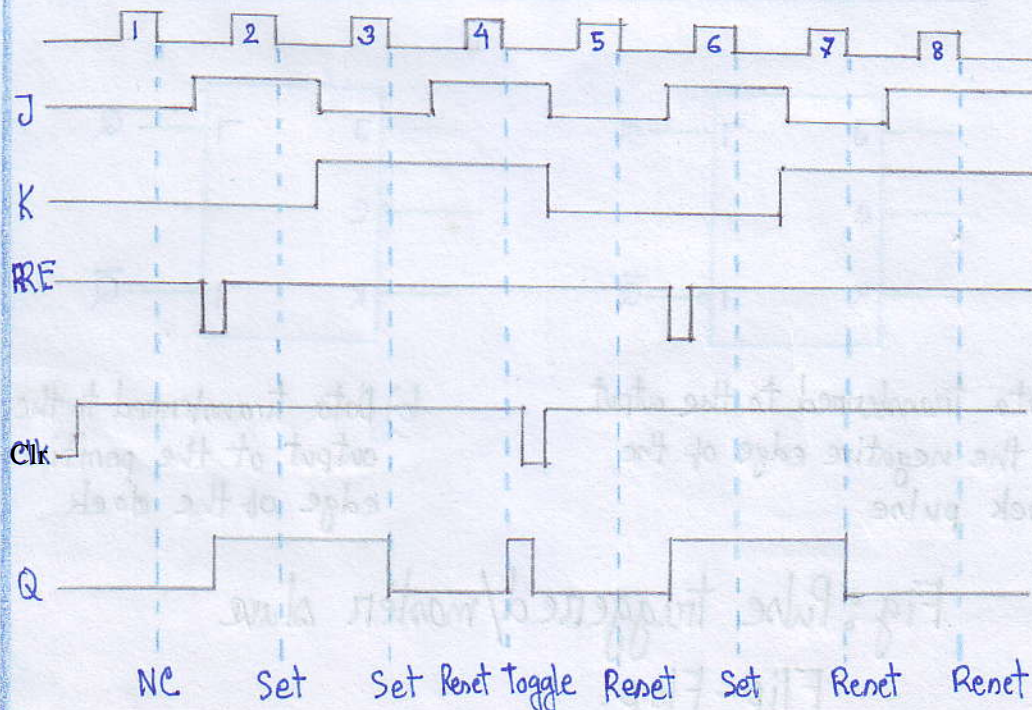 1 2 3 4 5 6 7 8
J
K
PRE
Clk
Q
NC Set Set Reset Toggle Reset Set Reset Reset